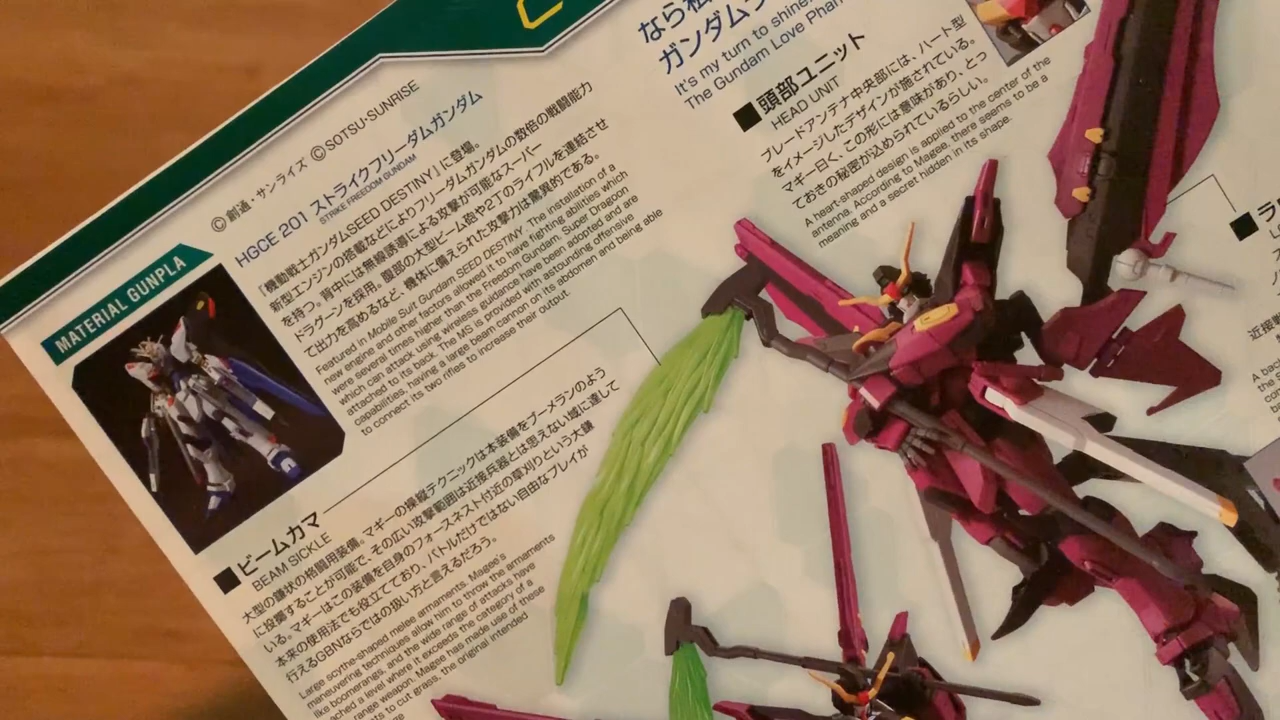 ©創通・サンライズ ©SOTSU・SUNRISE
MATERIAL GUNPLA
HGCE 201 ストライクフリーダムガンダム
STRIKE FREEDOM GUNDAM
「機動戦士ガンダムSEED DESTINY」に登場。
新型エンジンの搭載などによりフリーダムガンダムの数倍の戦闘能力
を持つ。背中には無線誘導による攻撃が可能なスーパー
ドラグーンを採用。腹部の大型ビーム砲や2丁のライフルを連結させ
て出力を高めるなど、機体に備えられた攻撃力は驚異的である。
Featured in Mobile Suit Gundam SEED DESTINY. The installation of a
new engine and other factors allowed it to have fighting abilities which
were several times higher than the Freedom Gundam. Super Dragoon
which can attack using wireless guidance have been adopted and are
attached to its back. The MS is provided with astounding offensive
capabilities, having a large beam cannon on its abdomen and being able
to connect its two rifles to increase their output.
■ビームカマ
BEAM SICKLE
大型の鎌状の格闘用装備。マギーの操縦テクニックは本装備をブーメランのよう
に投擲することが可能で、その広い攻撃範囲は近接兵器とは思えない域に達して
いる。マギーはこの装備を自身のフォースネスト付近の草刈りという大鎌
本来の使用法でも役立てており、バトルだけではない自由なプレイが
行えるGBNならではの扱い方と言えるだろう。
Large scythe-shaped melee armaments. Magee's
maneuvering techniques allow him to throw the armaments
like boomerangs, and the wide range of attacks have
ached a level where it exceeds the category of a
range weapon. Magee has made use of these
ts to cut grass, the original intended
なら私
ガンダム
It's my turn to shine!
The Gundam Love Phan
■頭部ユニット
HEAD UNIT
ブレードアンテナ中央部には、ハート型
をイメージしたデザインが施されている。
マギー曰く、この形には意味があり、とっ
ておきの秘密が込められているらしい。
A heart-shaped design is applied to the center of the
antenna. According to Magee, there seems to be a
meaning and a secret hidden in its shape.
■ラ
近接
A bac
the
co